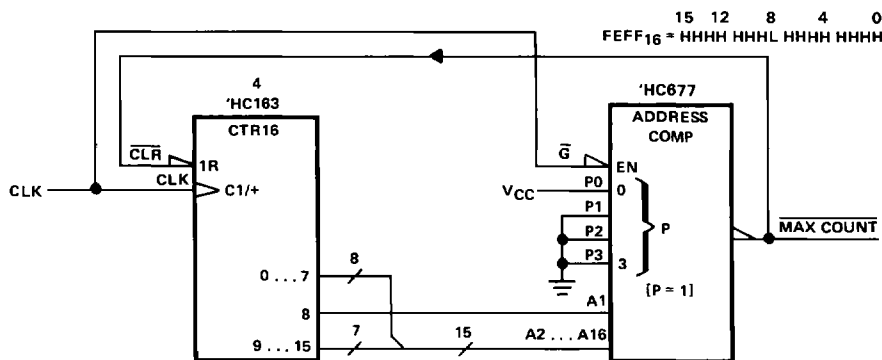 15 12 8 4 0
FEFF16 = HHHH HHHL HHHH HHHH
4
'HC163
CTR16
'HC677
ADDRESS
COMP
CLR
1R
G
EN
CLK
CLK
C1/+
VCC
P0
0
P1
P2
P
P3
3
MAX COUNT
[P = 1]
0 . . . 7
8
8
A1
9 . . . 15
7
15
A2 . . . A16